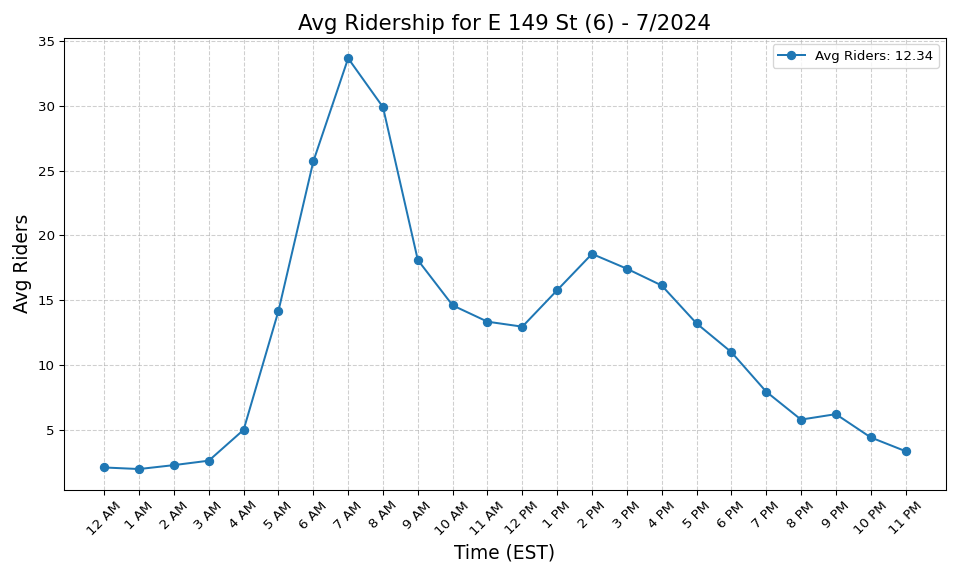 Avg Ridership for E 149 St (6) - 7/2024
Avg Riders: 12.34
Avg Riders
35
30
25
20
15
10
5
12 AM
1 AM
2 AM
3 AM
4 AM
5 AM
6 AM
7 AM
8 AM
9 AM
10 AM
11 AM
12 PM
1 PM
2 PM
3 PM
4 PM
5 PM
6 PM
7 PM
8 PM
9 PM
10 PM
11 PM
Time (EST)